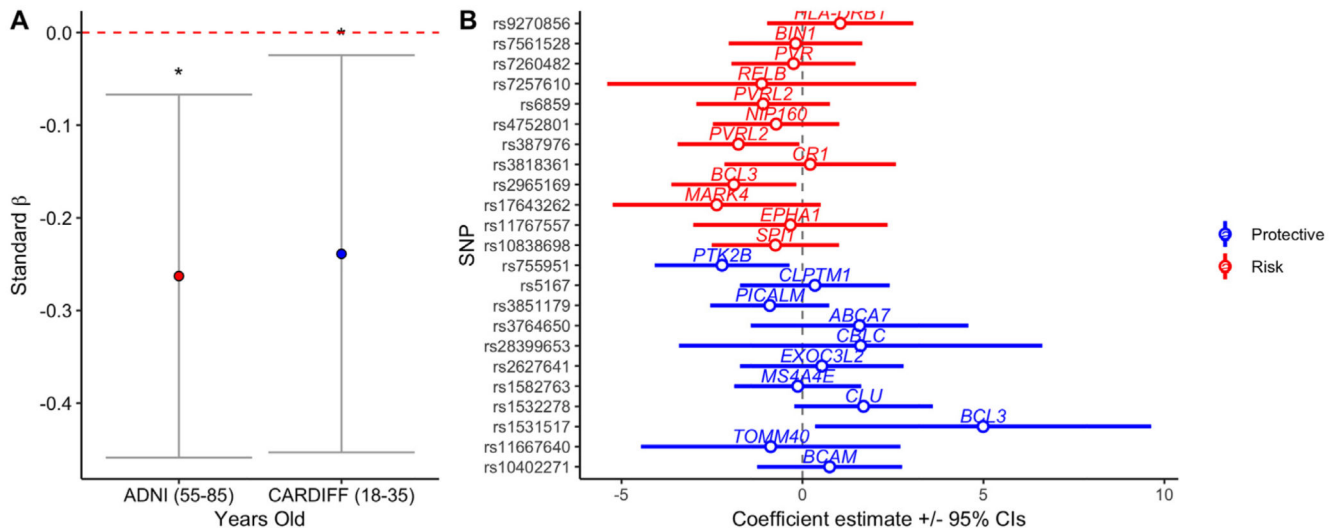 A
0.0
*
*
-0.1
-0.2
-0.3
-0.4
Standard β
ADNI (55-85)
CARDIFF (18-35)
Years Old
B
SNP
rs9270856 HLA-DRB1
rs7561528 BIN1
rs7260482 PVR
rs7257610 RELB
rs6859 PVRL2
rs4752801 NIP160
rs387976 PVRL2
rs3818361 CR1
rs2965169 BCL3
rs17643262 MARK4
rs11767557 EPHA1
rs10838698 SPI1
rs755951 PTK2B
rs5167 CLPTM1
rs3851179 PICALM
rs3764650 ABCA7
rs28399653 CBLC
rs2627641 EXOC3L2
rs1582763 MS4A4E
rs1532278 CLU
rs1531517 BCL3
rs11667640 TOMM40
rs10402271 BCAM
-5 0 5 10
Coefficient estimate +/- 95% CIs
Protective
Risk